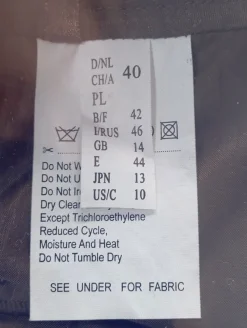 D/NL
CH/A 40
PL
B/F 42
I/RUS 46
GB 14
E 44
JPN 13
US/C 10
Do Not
Do Not
Do Not
Dry Clean
Except Trichloroethylene
Reduced Cycle,
Moisture And Heat
Do Not Tumble Dry
SEE UNDER FOR FABRIC